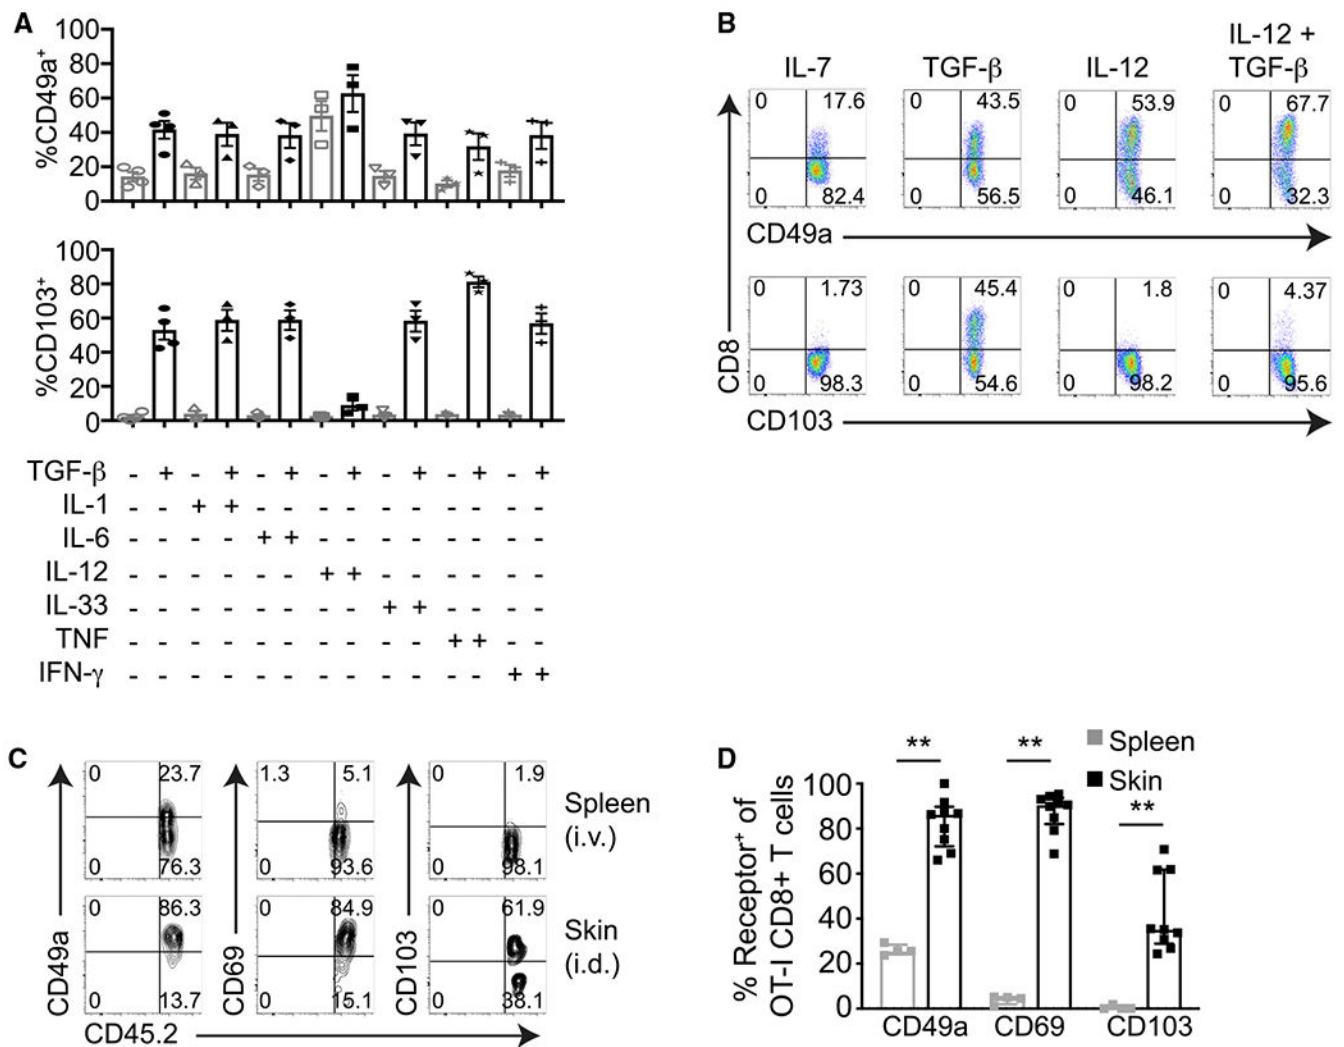 A
%CD49a+
100
80
60
40
20
0
%CD103+
100
80
60
40
20
0
TGF-β - + - + - + - + - + - + - +
IL-1 - - + + - - - - - - - - - -
IL-6 - - - - + + - - - - - - - -
IL-12 - - - - - - + + - - - - - -
IL-33 - - - - - - - - + + - - - -
TNF - - - - - - - - - - + + - -
IFN-γ - - - - - - - - - - - - + +
B
IL-7 TGF-β IL-12 IL-12 + TGF-β
0 17.6 0 43.5 0 53.9 0 67.7
0 82.4 0 56.5 0 46.1 0 32.3
CD49a
0 1.73 0 45.4 0 1.8 0 4.37
0 98.3 0 54.6 0 98.2 0 95.6
CD8
CD103
C
0 23.7 1.3 5.1 0 1.9
0 76.3 0 93.6 0 98.1
Spleen
(i.v.)
0 86.3 0 84.9 0 61.9
0 13.7 0 15.1 0 38.1
Skin
(i.d.)
CD49a
CD69
CD103
CD45.2
D
Spleen
Skin
** ** **
% Receptor+ of
OT-I CD8+ T cells
100
80
60
40
20
0
CD49a CD69 CD103